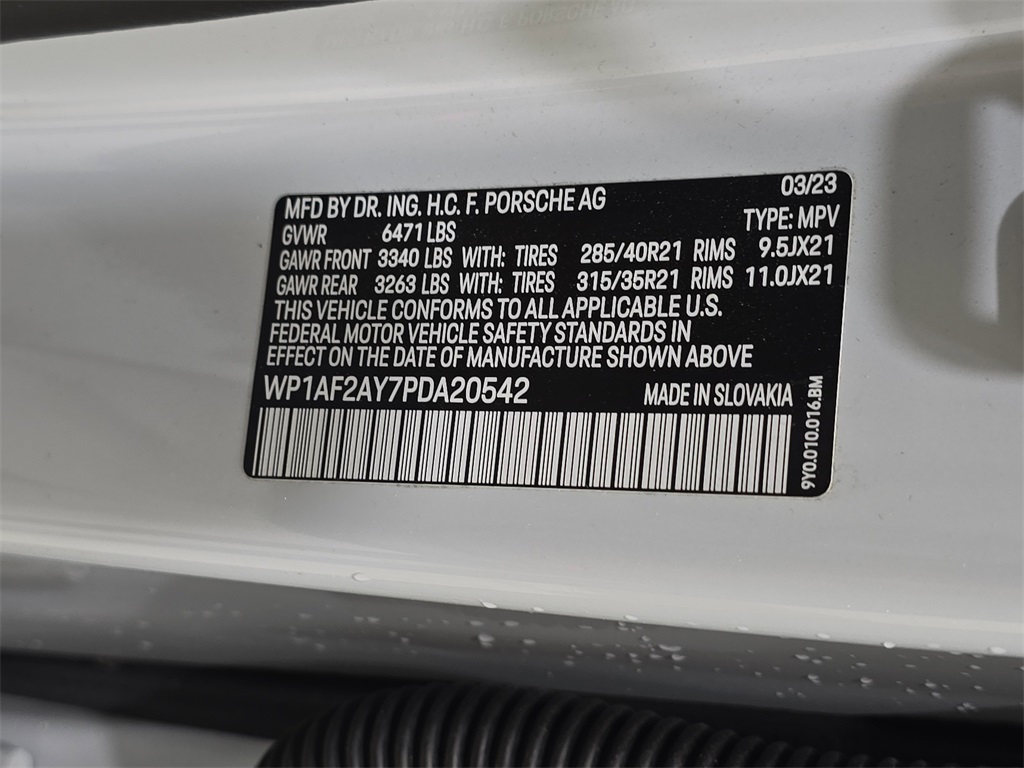 03/23
MFD BY DR. ING. H.C. F. PORSCHE AG
TYPE: MPV
GVWR 6471 LBS
GAWR FRONT 3340 LBS WITH: TIRES 285/40R21 RIMS 9.5JX21
GAWR REAR 3263 LBS WITH: TIRES 315/35R21 RIMS 11.0JX21
THIS VEHICLE CONFORMS TO ALL APPLICABLE U.S.
FEDERAL MOTOR VEHICLE SAFETY STANDARDS IN
EFFECT ON THE DATE OF MANUFACTURE SHOWN ABOVE
WP1AF2AY7PDA20542 MADE IN SLOVAKIA
9Y0.010.016.BM